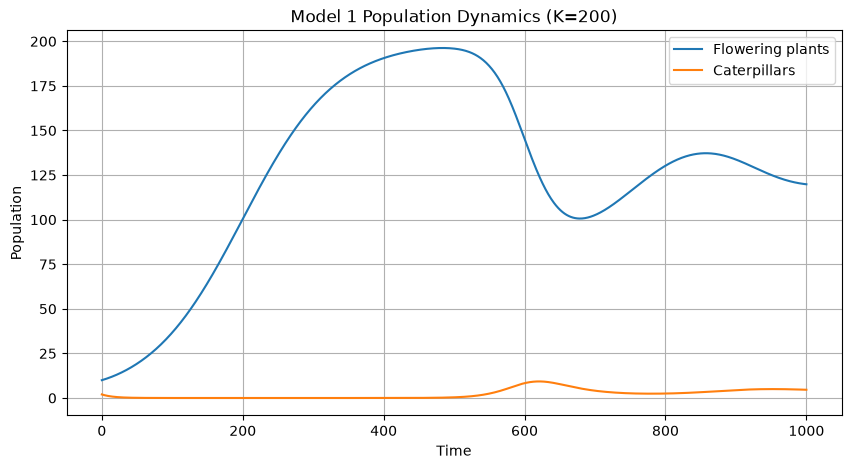 Model 1 Population Dynamics (K=200)
Flowering plants
Caterpillars
Population
200
175
150
125
100
75
50
25
0
0 200 400 600 800 1000
Time